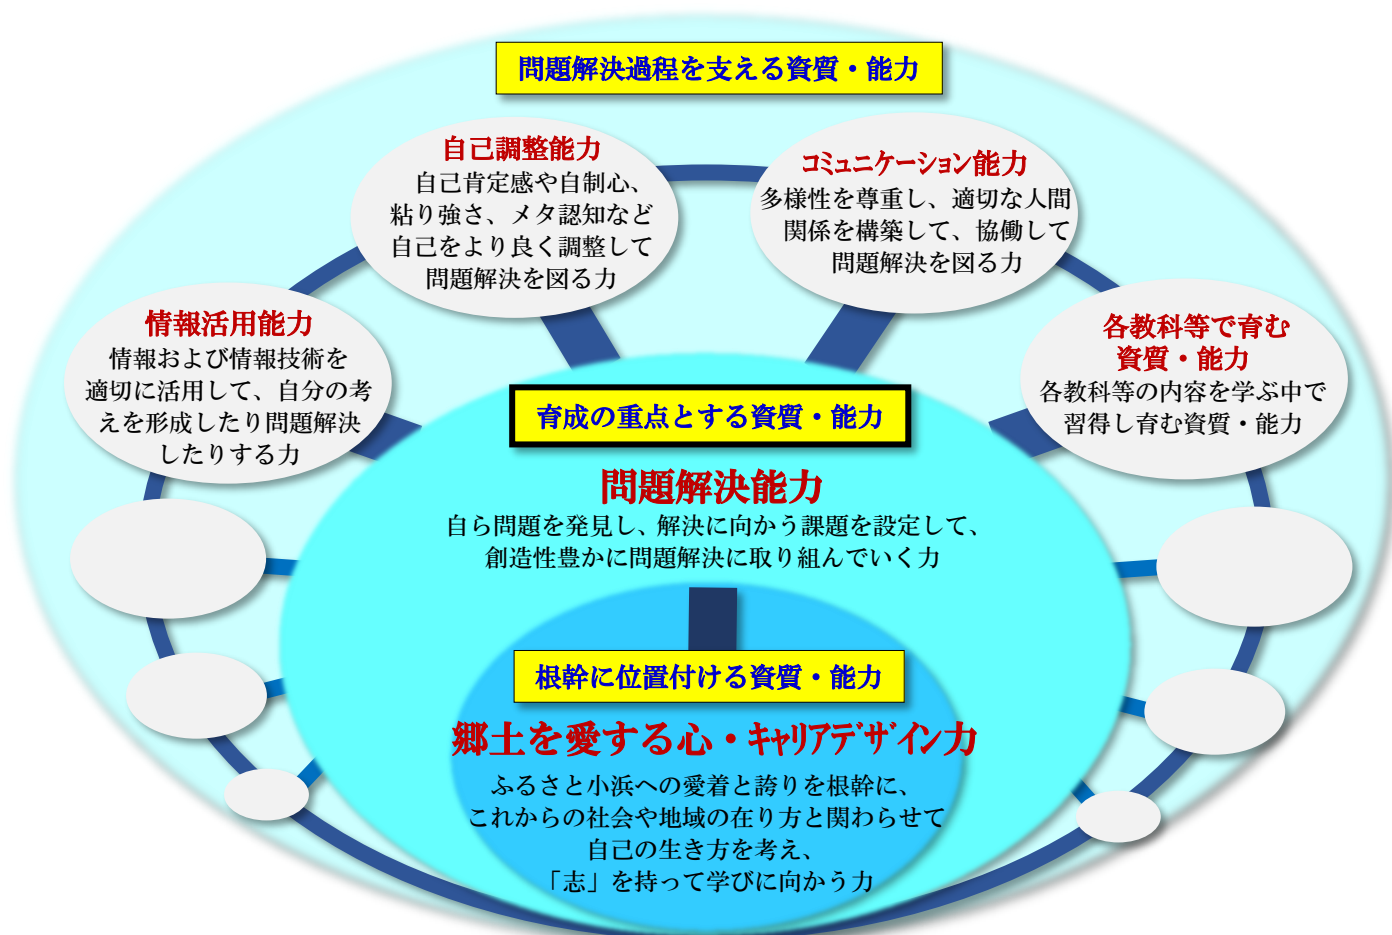 問題解決過程を支える資質・能力
自己調整能力
自己肯定感や自制心、
粘り強さ、メタ認知など
自己をより良く調整して
問題解決を図る力
コミュニケーション能力
多様性を尊重し、適切な人間
関係を構築して、協働して
問題解決を図る力
情報活用能力
情報および情報技術を
適切に活用して、自分の考
えを形成したり問題解決
したりする力
各教科等で育む
資質・能力
各教科等の内容を学ぶ中で
習得し育む資質・能力
育成の重点とする資質・能力
問題解決能力
自ら問題を発見し、解決に向かう課題を設定して、
創造性豊かに問題解決に取り組んでいく力
根幹に位置付ける資質・能力
郷土を愛する心・キャリアデザイン力
ふるさと小浜への愛着と誇りを根幹に、
これからの社会や地域の在り方と関わらせて
自己の生き方を考え、
「志」を持って学びに向かう力